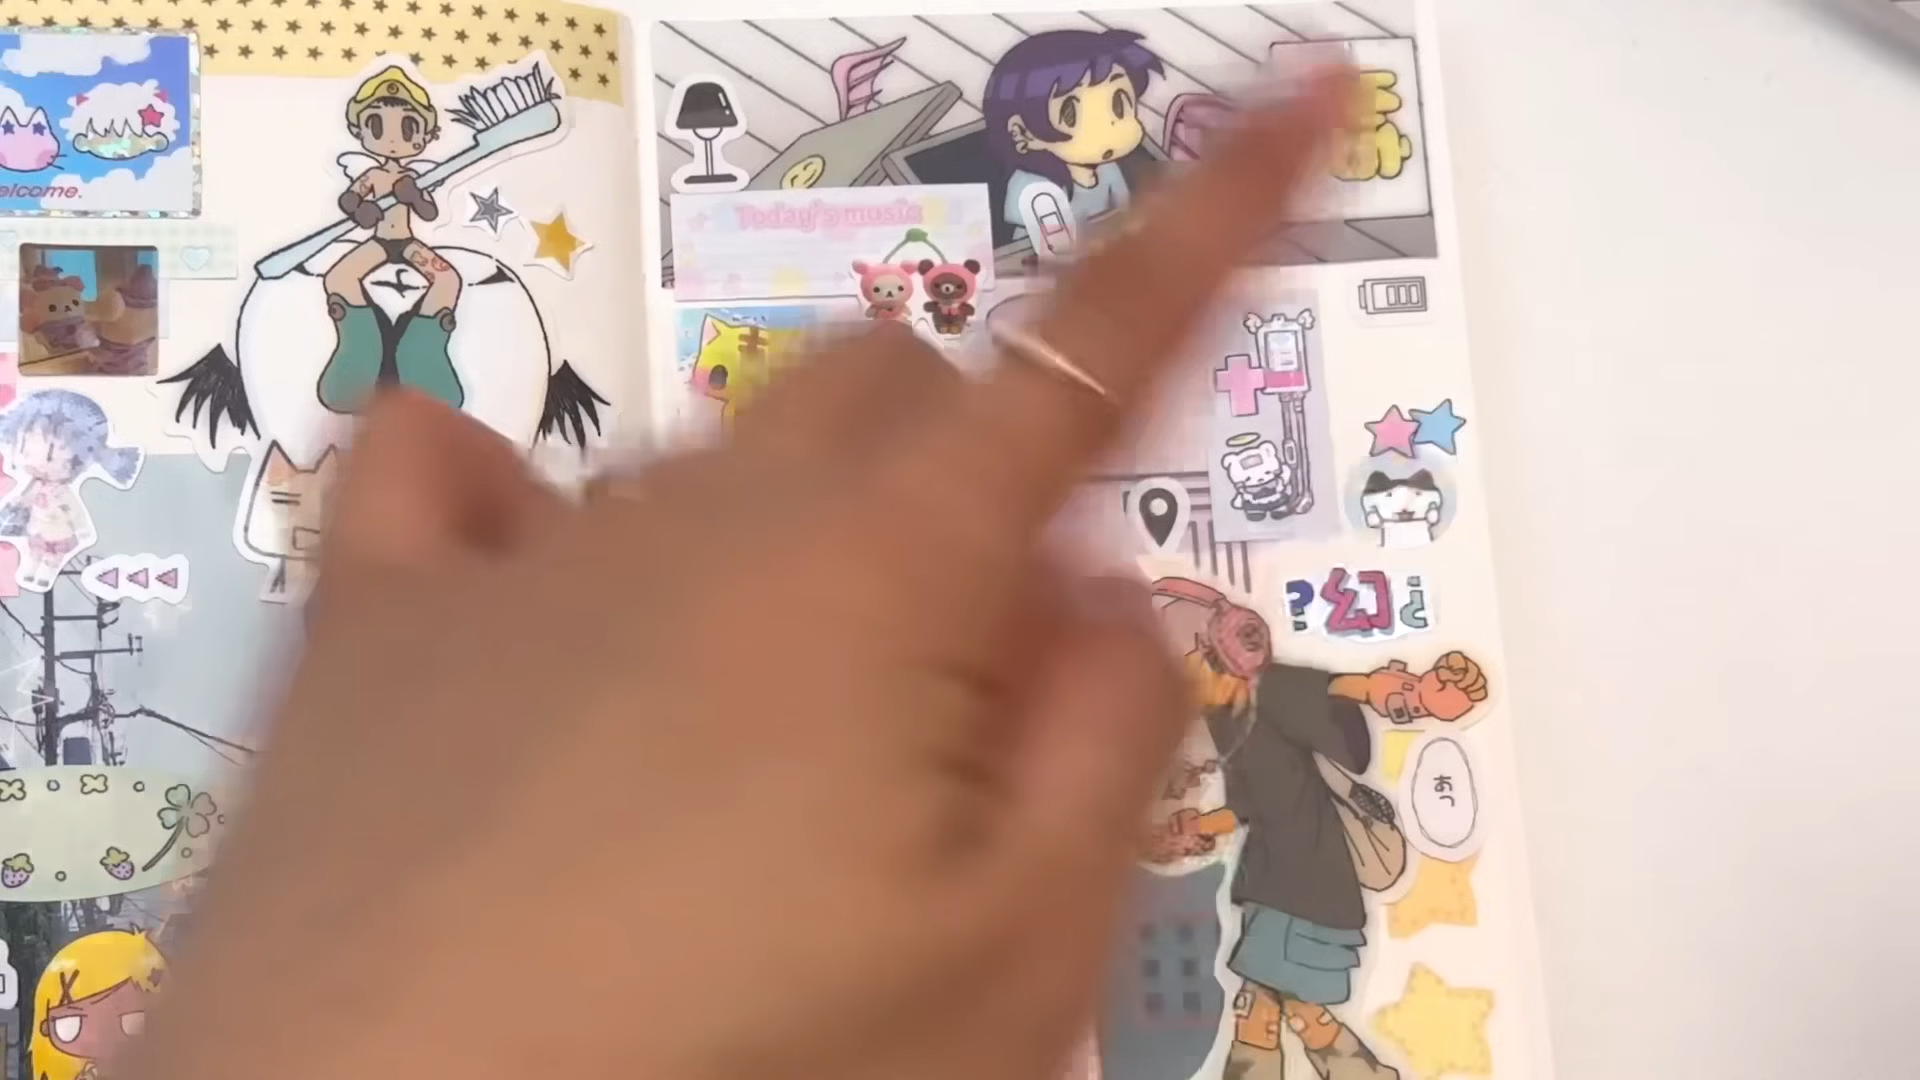 elcome.
Today's music
? 幻 ¿
あっ